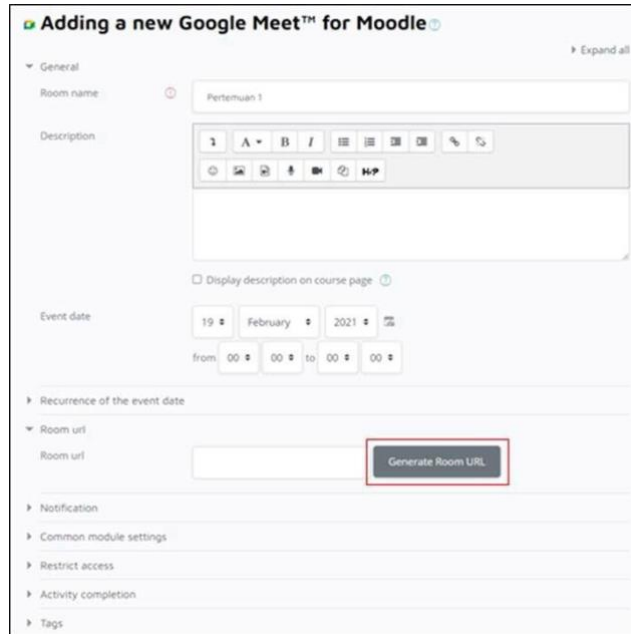 Adding a new Google Meet™ for Moodle
Expand all
General
Room name
Pertemuan 1
Description
A B I
H-P
Display description on course page
Event date
19 February 2021
from 00 00 to 00 00
Recurrence of the event date
Room url
Room url
Generate Room URL
Notification
Common module settings
Restrict access
Activity completion
Tags